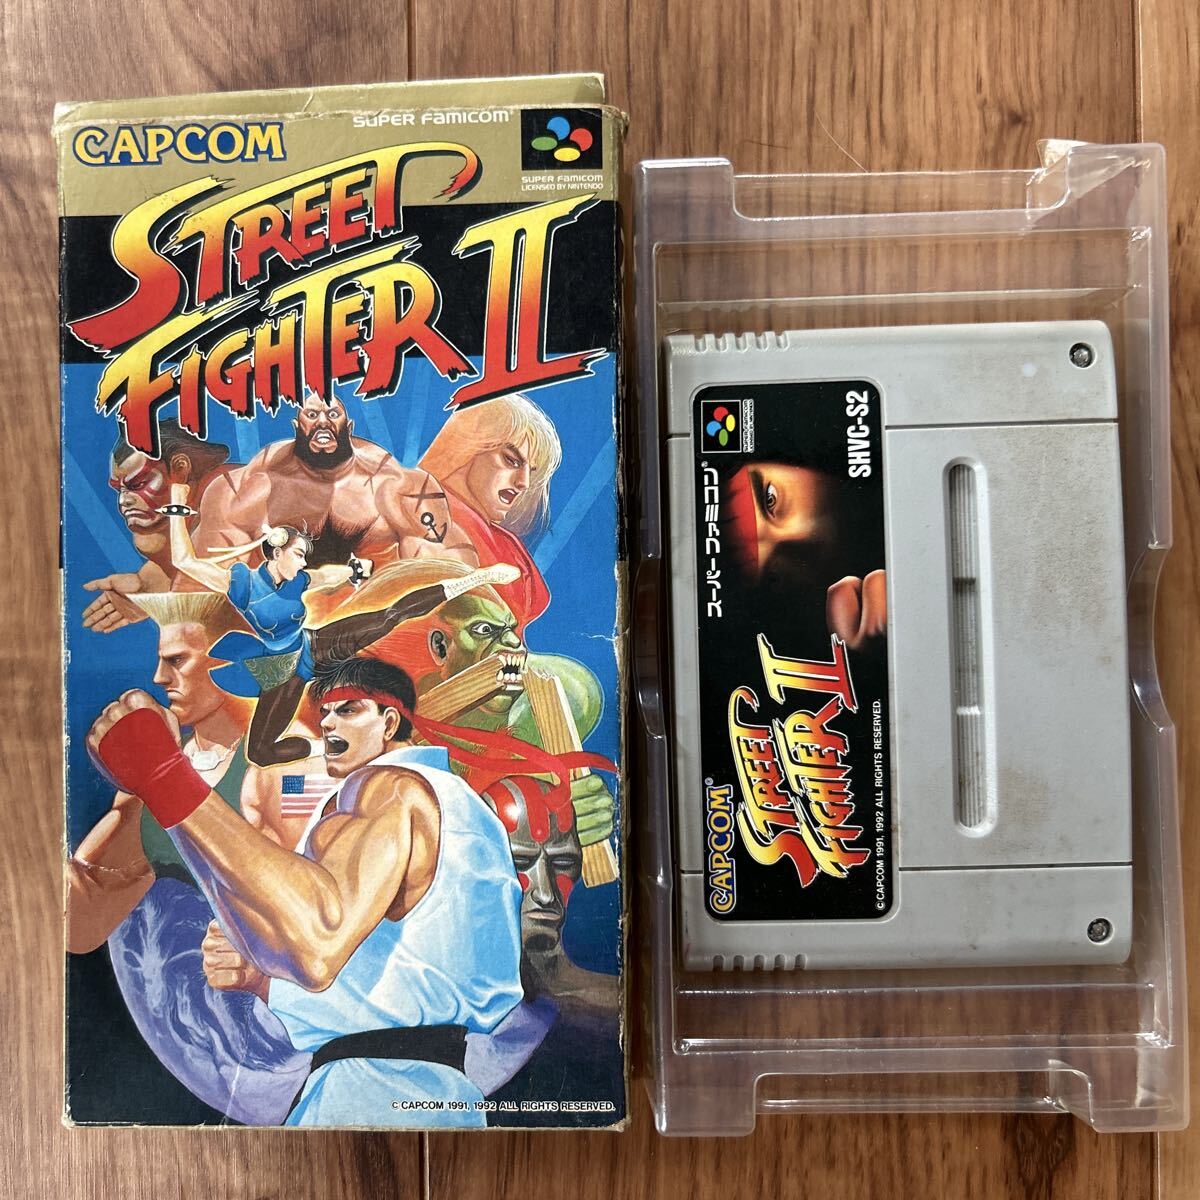 CAPCOM
SUPER FAMICOM
SUPER FAMICOM
LICENSED BY NINTENDO
STREET
FIGHTER II
© CAPCOM 1991, 1992 ALL RIGHTS RESERVED.
SHVC-S2
スーパーファミコン
CAPCOM
STREET
FIGHTER II
© CAPCOM 1991, 1992 ALL RIGHTS RESERVED.